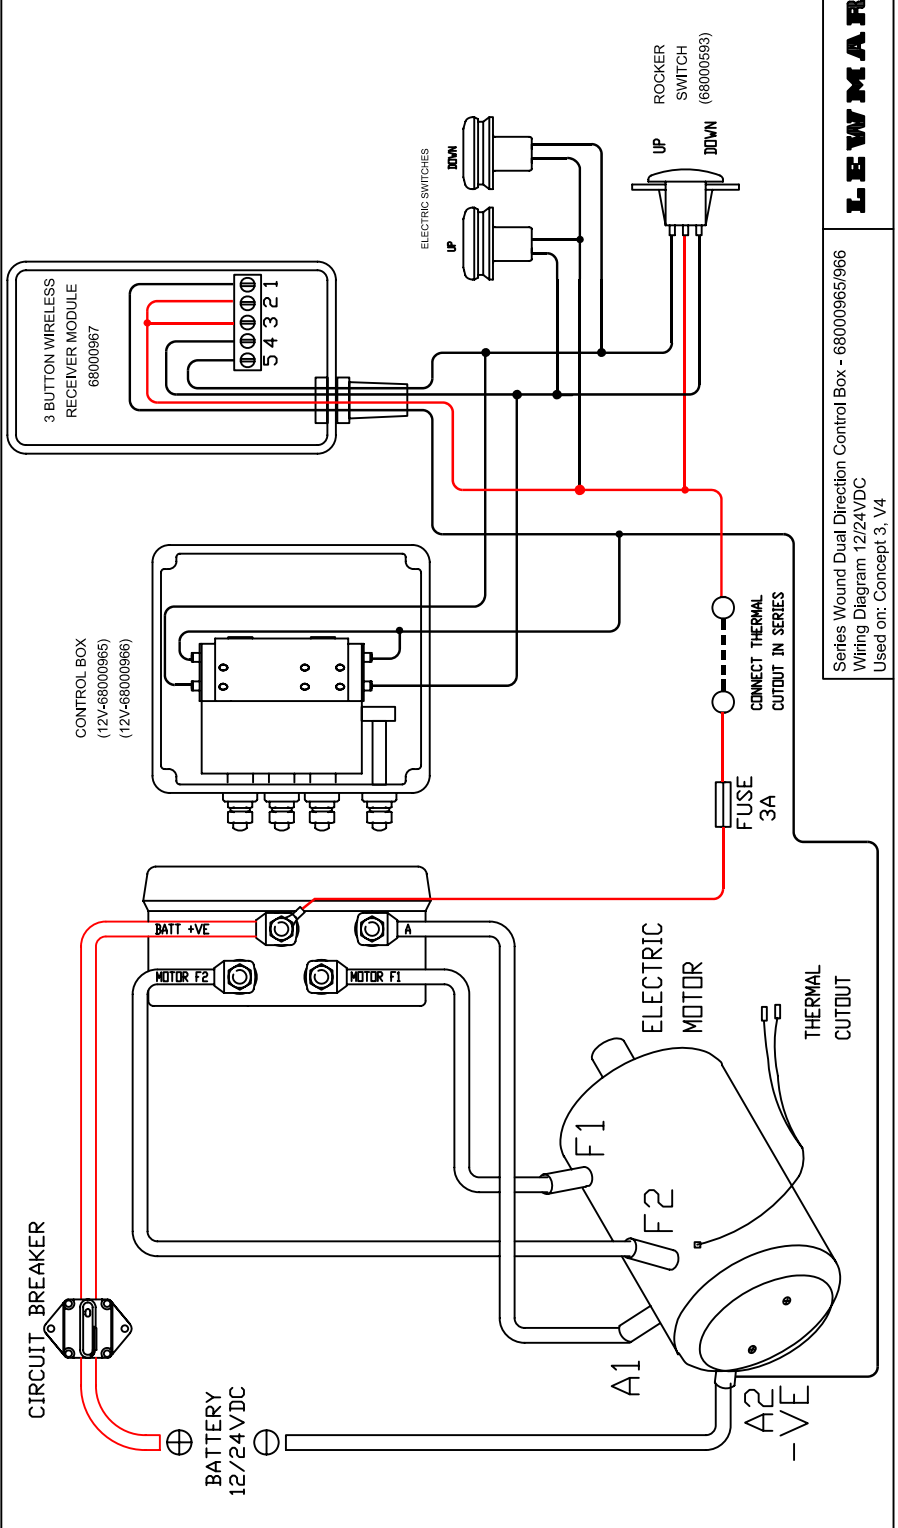 3 BUTTON WIRELESS
RECEIVER MODULE
68000967
5 4 3 2 1
ELECTRIC SWITCHES
UP
DOWN
ROCKER
SWITCH
(68000593)
UP
DOWN
CONTROL BOX
(12V-68000965)
(12V-68000966)
CONNECT THERMAL
CUTOUT IN SERIES
FUSE
3A
BATT +VE
A
MOTOR F2
MOTOR F1
ELECTRIC
MOTOR
THERMAL
CUTOUT
F1
F2
A1
A2
-VE
CIRCUIT BREAKER
BATTERY
12/24VDC
LEWMAR
Series Wound Dual Direction Control Box - 68000965/966
Wiring Diagram 12/24VDC
Used on: Concept 3, V4